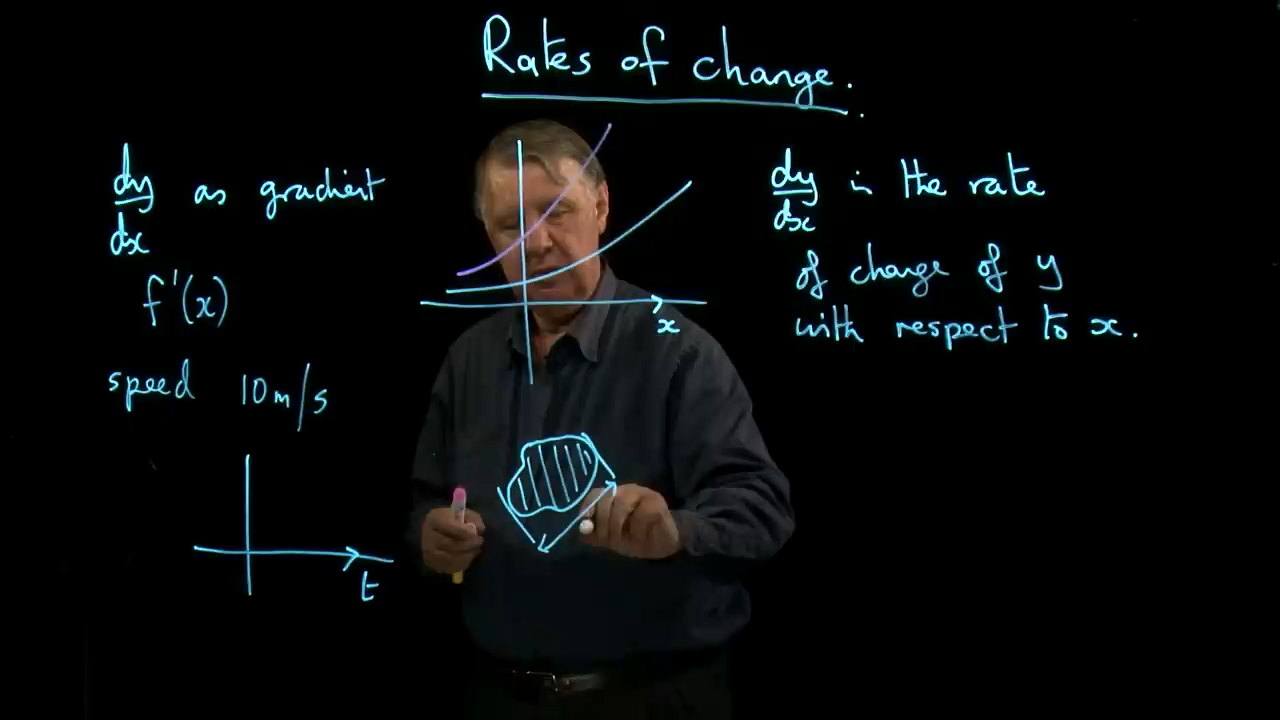 Rates of change.
dy/dx as gradient
f'(x)
speed 10m/s
t
x
dy/dx is the rate
of change of y
with respect to x.